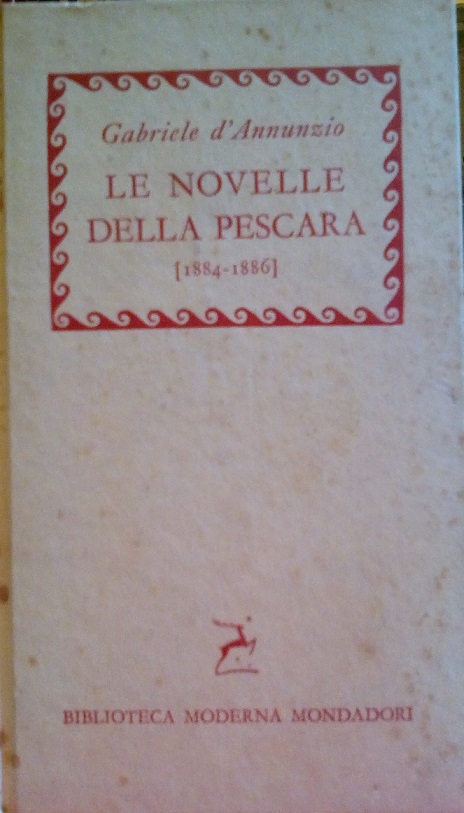 Gabriele d'Annunzio
LE NOVELLE
DELLA PESCARA
[1884-1886]
BIBLIOTECA MODERNA MONDADORI